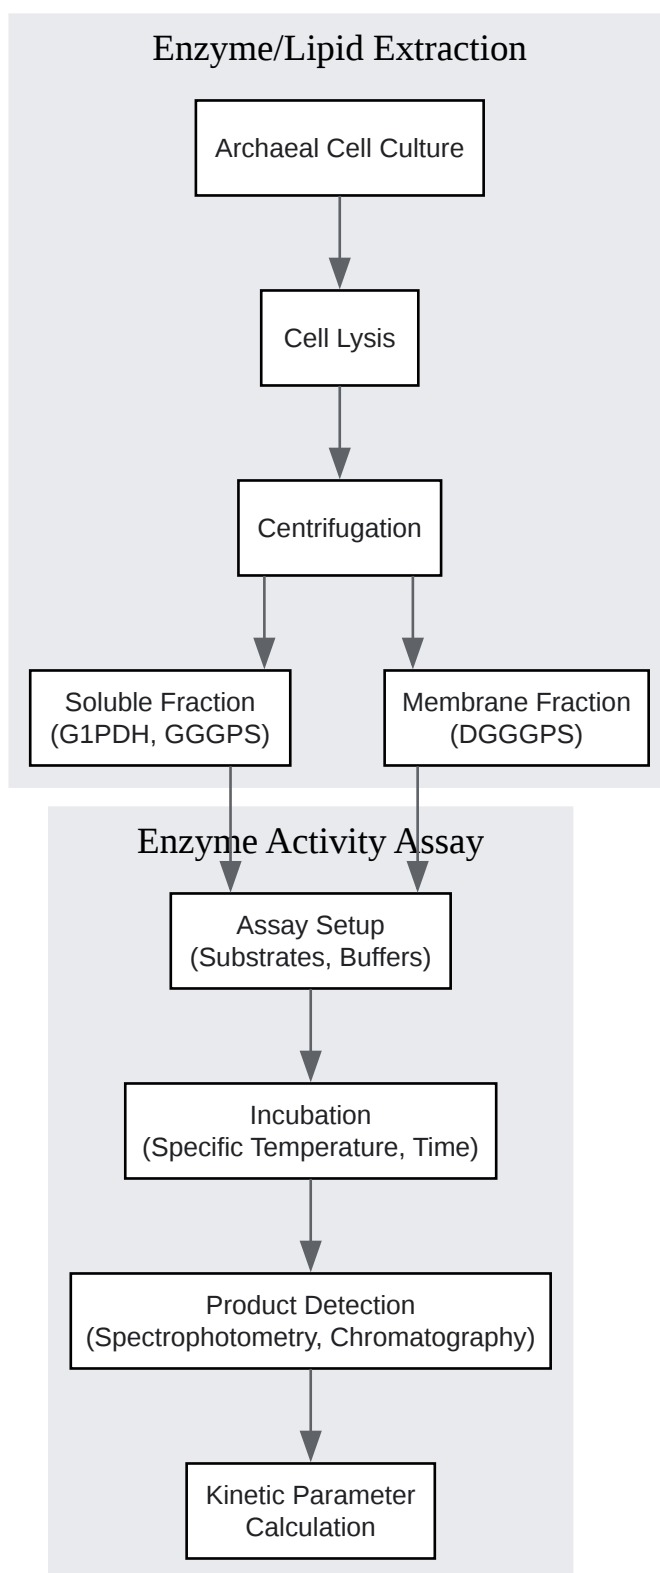 Enzyme/Lipid Extraction
Archaeal Cell Culture
Cell Lysis
Centrifugation
Soluble Fraction
(G1PDH, GGGPS)
Membrane Fraction
(DGGGPS)
Enzyme Activity Assay
Assay Setup
(Substrates, Buffers)
Incubation
(Specific Temperature, Time)
Product Detection
(Spectrophotometry, Chromatography)
Kinetic Parameter
Calculation